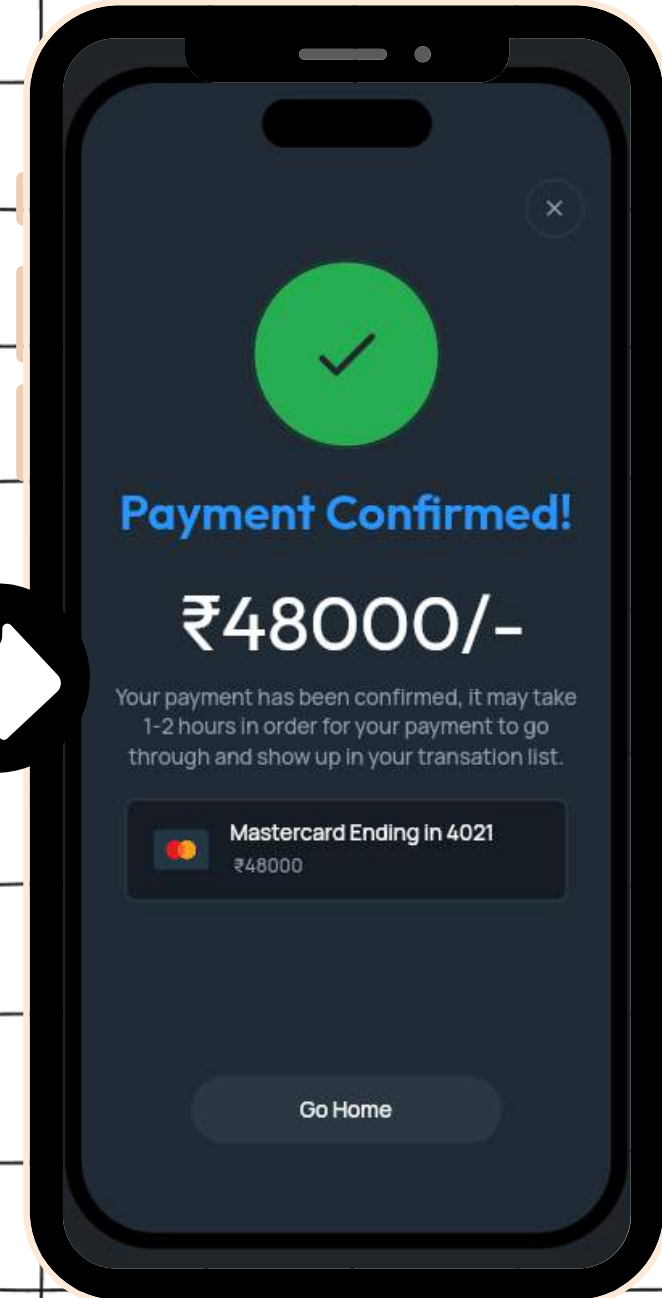 Payment Confirmed!
₹48000/-
Your payment has been confirmed, it may take
1-2 hours in order for your payment to go
through and show up in your transation list.
Mastercard Ending in 4021
₹48000
Go Home